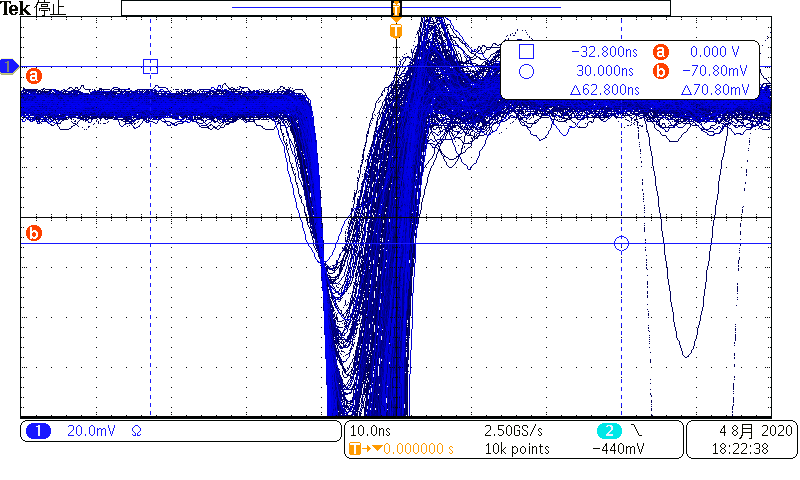 Tek 停止
T
T
1
a
b
−32.800ns a 0.000 V
30.000ns b −70.80mV
△62.800ns △70.80mV
1 20.0mV Ω
10.0ns 2.50GS/s 2
T→▼0.000000 s 10k points −440mV
4 8月 2020
18:22:38